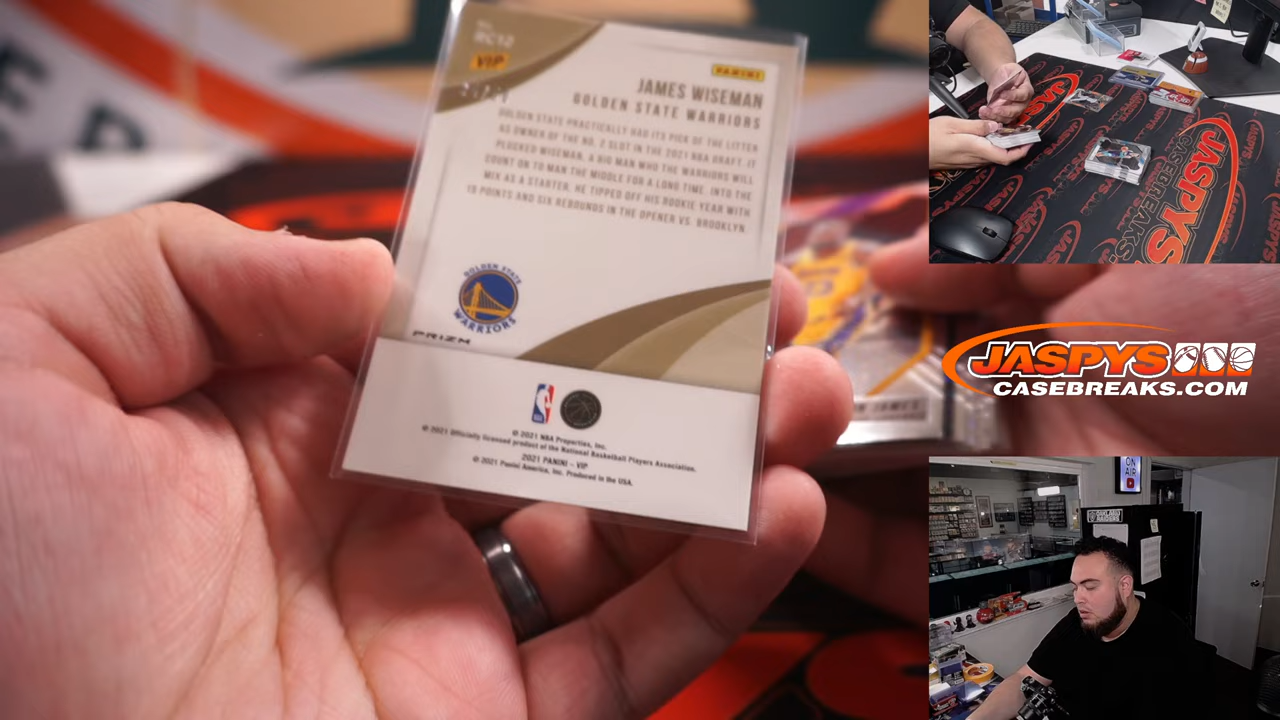 VIP
PANINI
JAMES WISEMAN
GOLDEN STATE WARRIORS
GOLDEN STATE PRACTICALLY HAD ITS PICK OF THE LITTER
AS OWNER OF THE NO. 2 SLOT IN THE 2021 NBA DRAFT. IT
PLUCKED WISEMAN, A BIG MAN WHO THE WARRIORS WILL
COUNT ON TO MAN THE MIDDLE FOR A LONG TIME. INTO THE
MIX AS A STARTER, HE TIPPED OFF HIS ROOKIE YEAR WITH
19 POINTS AND SIX REBOUNDS IN THE OPENER VS. BROOKLYN.
GOLDEN STATE
WARRIORS
PRIZM
© 2021 NBA Properties, Inc.
© 2021 Officially licensed product of the National Basketball Players Association.
2021 PANINI - VIP
© 2021 Panini America, Inc. Produced in the USA.
JAMES
JASPYS
CASEBREAKS.COM
JASPYS
CASEBREAKS
ON
AIR